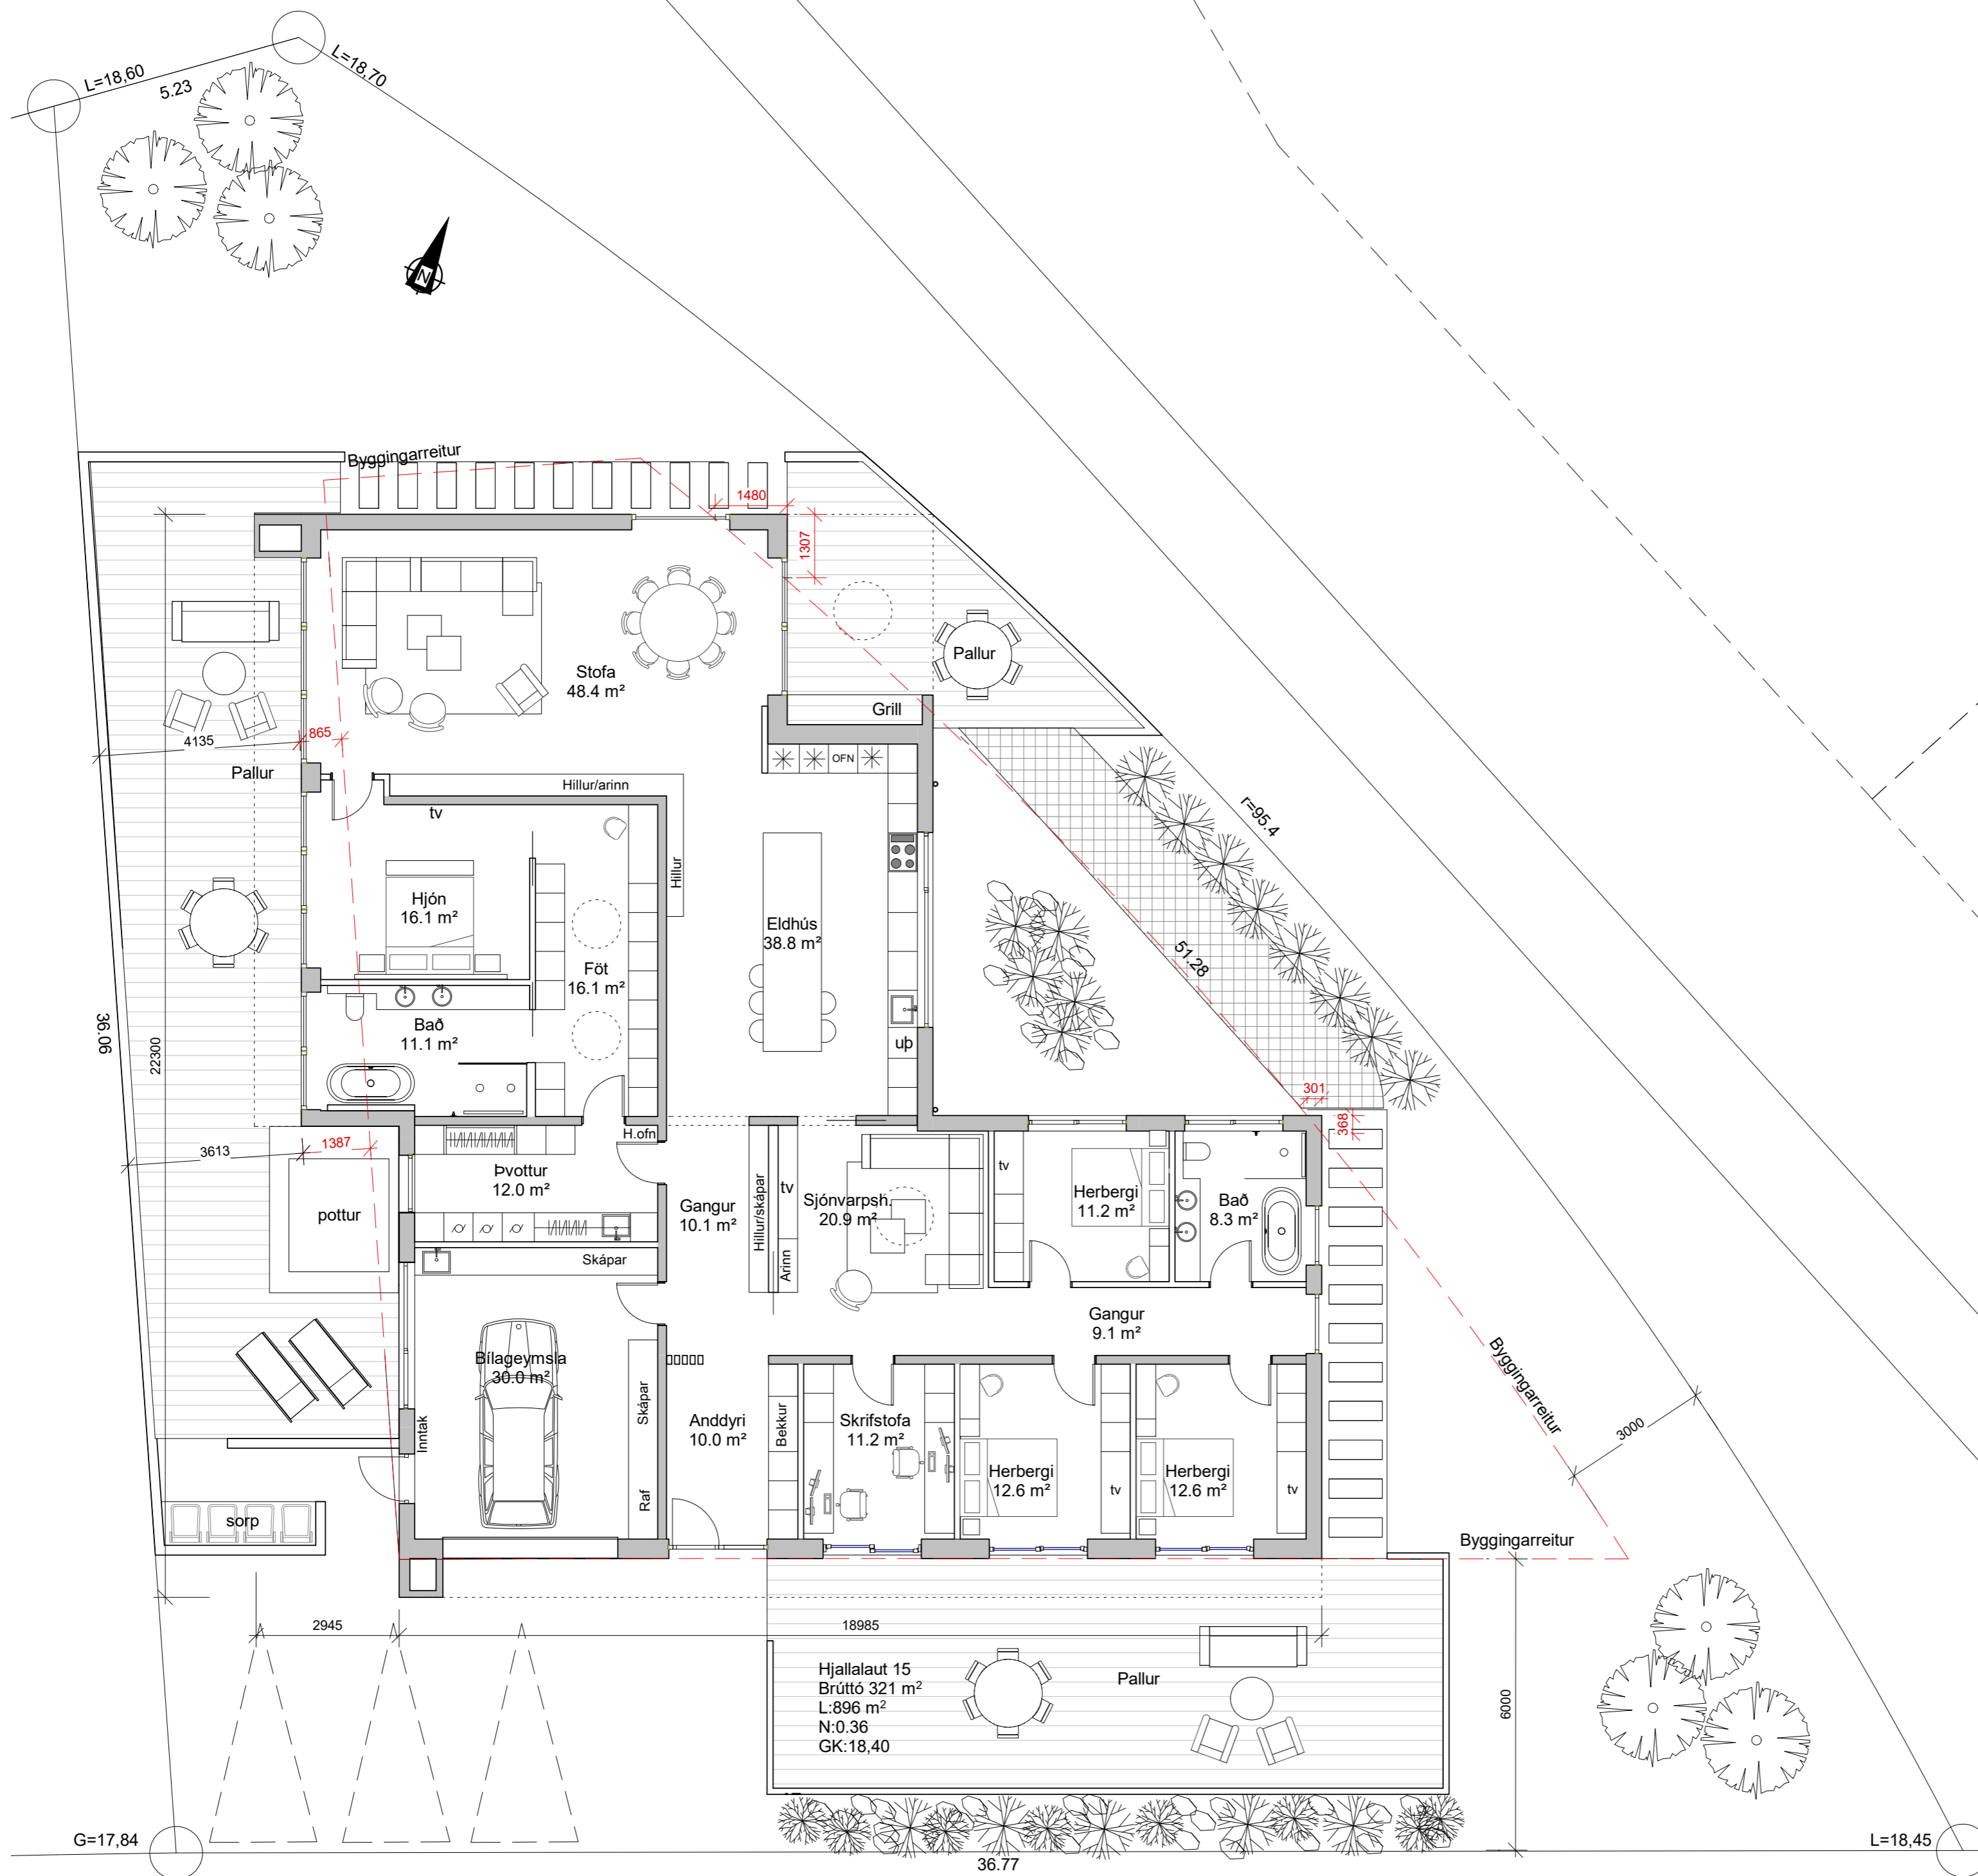 L=18,60
5.23
L=18,70
N
Byggingarreitur
1480
1307
Stofa
48.4 m²
Pallur
Grill
4135
865
Pallur
OFN
Hillur/arinn
tv
Hillur
r=95.4
Hjón
16.1 m²
Eldhús
38.8 m²
Föt
16.1 m²
51.28
Bað
11.1 m²
uþ
36.06
22300
301
368
H.ofn
3613
1387
Þvottur
12.0 m²
pottur
Gangur
10.1 m²
Hillur/skápar
tv
Arinn
Sjónvarpsh.
20.9 m²
tv
Herbergi
11.2 m²
Bað
8.3 m²
Skápar
Gangur
9.1 m²
Bílageymsla
30.0 m²
Inntak
Skápar
Raf
Anddyri
10.0 m²
Bekkur
Skrifstofa
11.2 m²
Herbergi
12.6 m²
tv
Herbergi
12.6 m²
tv
Byggingarreitur
3000
sorp
Byggingarreitur
2945
18985
Hjallalaut 15
Brúttó 321 m²
L:896 m²
N:0.36
GK:18,40
Pallur
6000
G=17,84
36.77
L=18,45